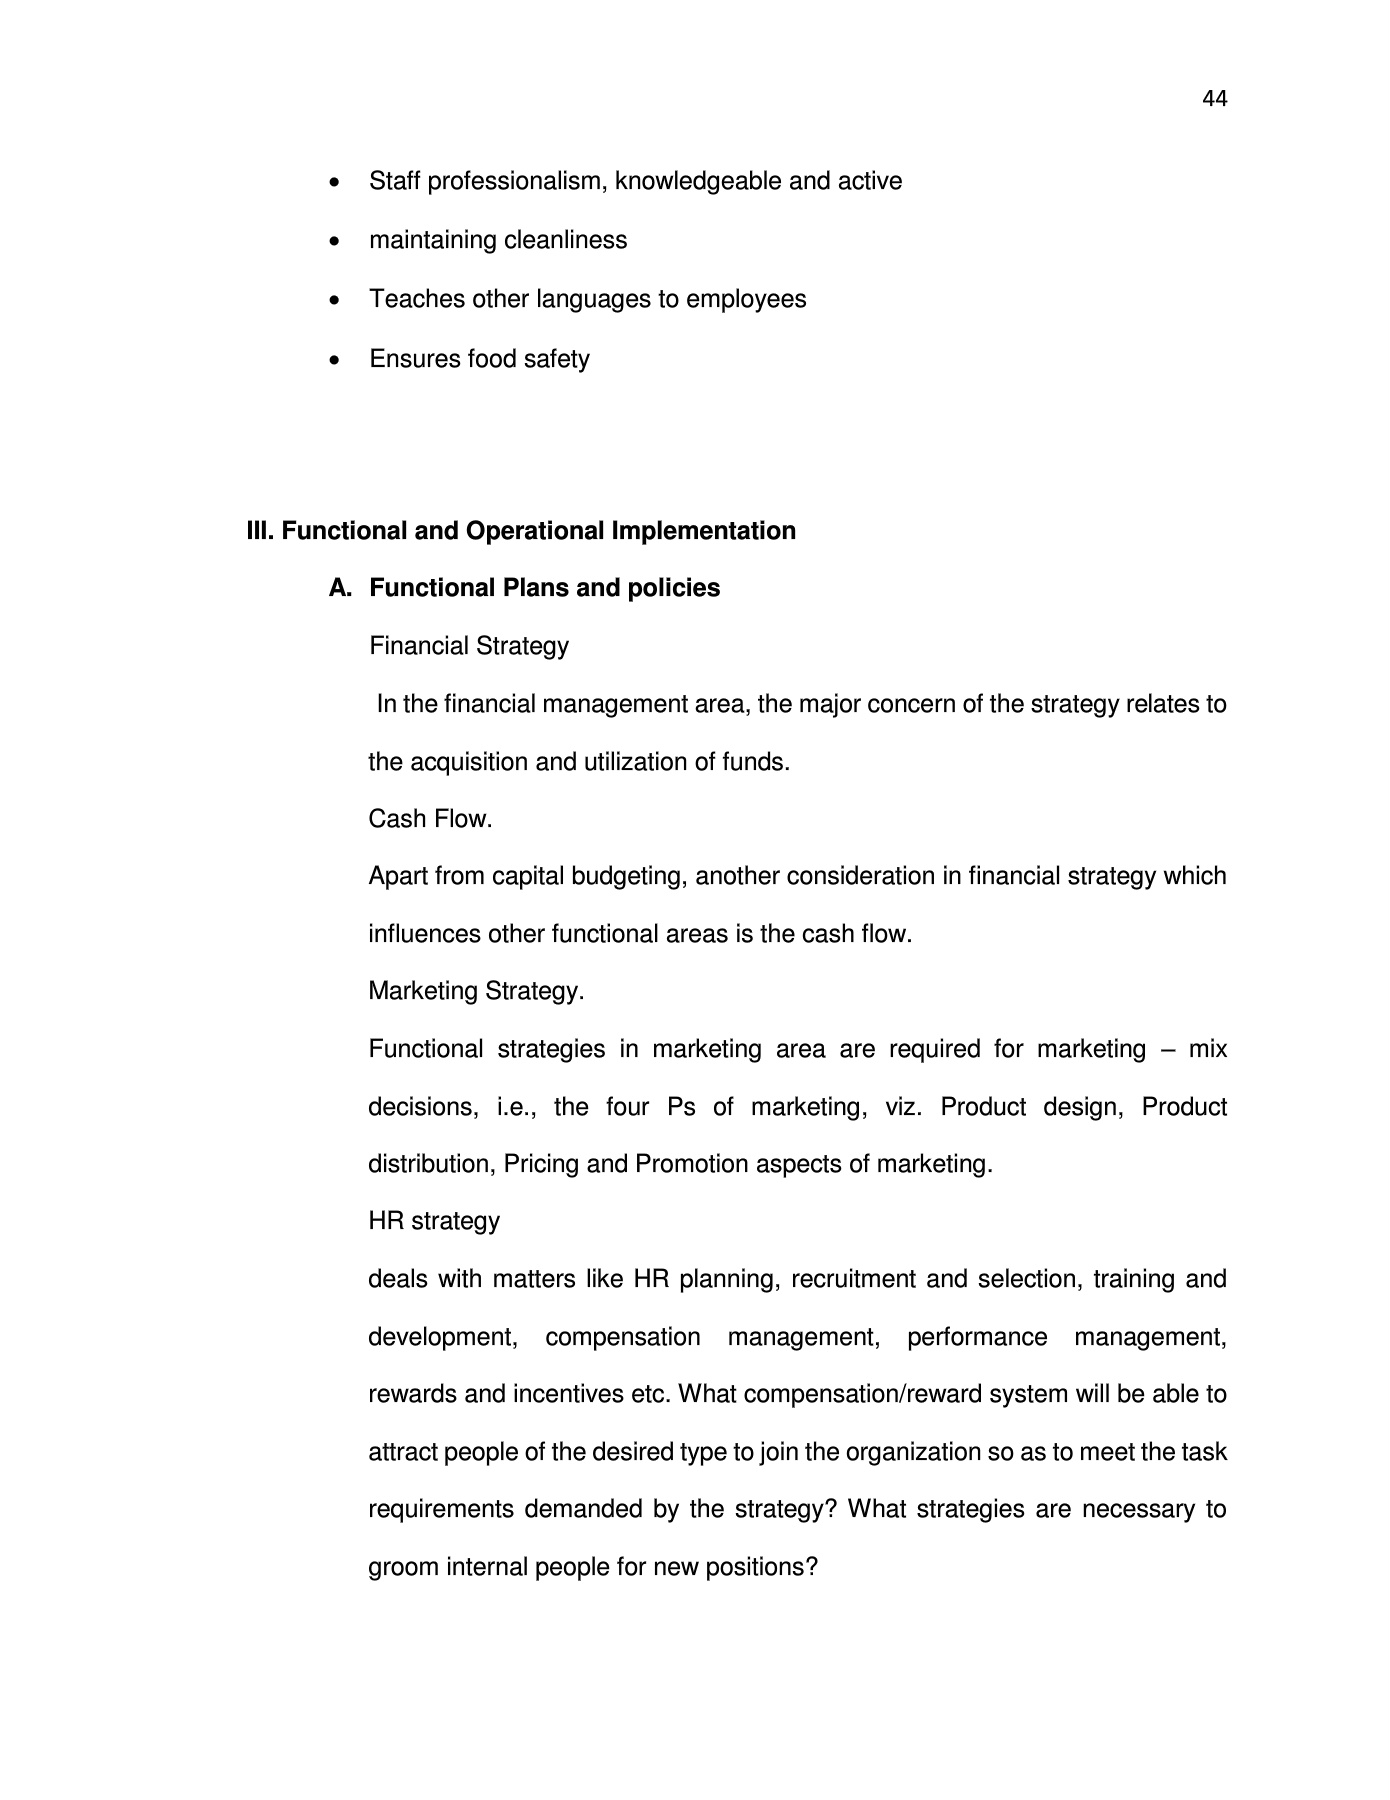 44
• Staff professionalism, knowledgeable and active
• maintaining cleanliness
• Teaches other languages to employees
• Ensures food safety
III. Functional and Operational Implementation
A. Functional Plans and policies
Financial Strategy
In the financial management area, the major concern of the strategy relates to
the acquisition and utilization of funds.
Cash Flow.
Apart from capital budgeting, another consideration in financial strategy which
influences other functional areas is the cash flow.
Marketing Strategy.
Functional strategies in marketing area are required for marketing – mix
decisions, i.e., the four Ps of marketing, viz. Product design, Product
distribution, Pricing and Promotion aspects of marketing.
HR strategy
deals with matters like HR planning, recruitment and selection, training and
development, compensation management, performance management,
rewards and incentives etc. What compensation/reward system will be able to
attract people of the desired type to join the organization so as to meet the task
requirements demanded by the strategy? What strategies are necessary to
groom internal people for new positions?